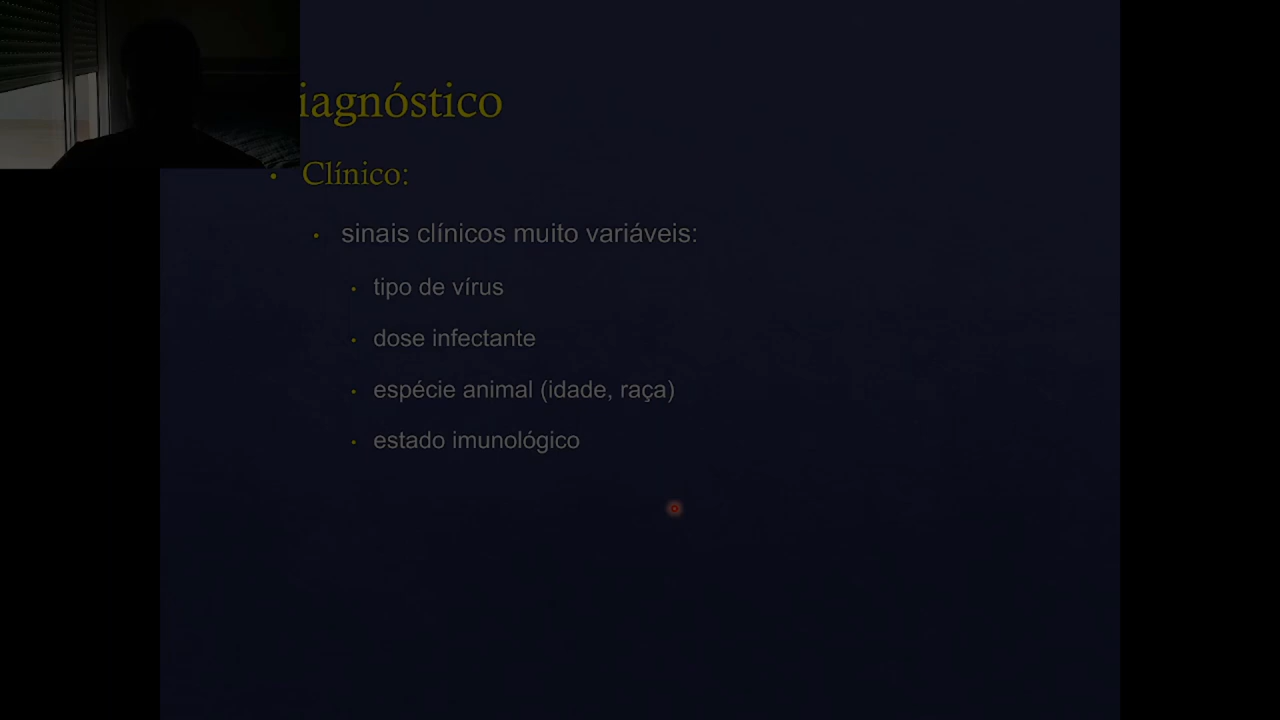 iagnóstico
• Clínico:
• sinais clínicos muito variáveis:
• tipo de vírus
• dose infectante
• espécie animal (idade, raça)
• estado imunológico